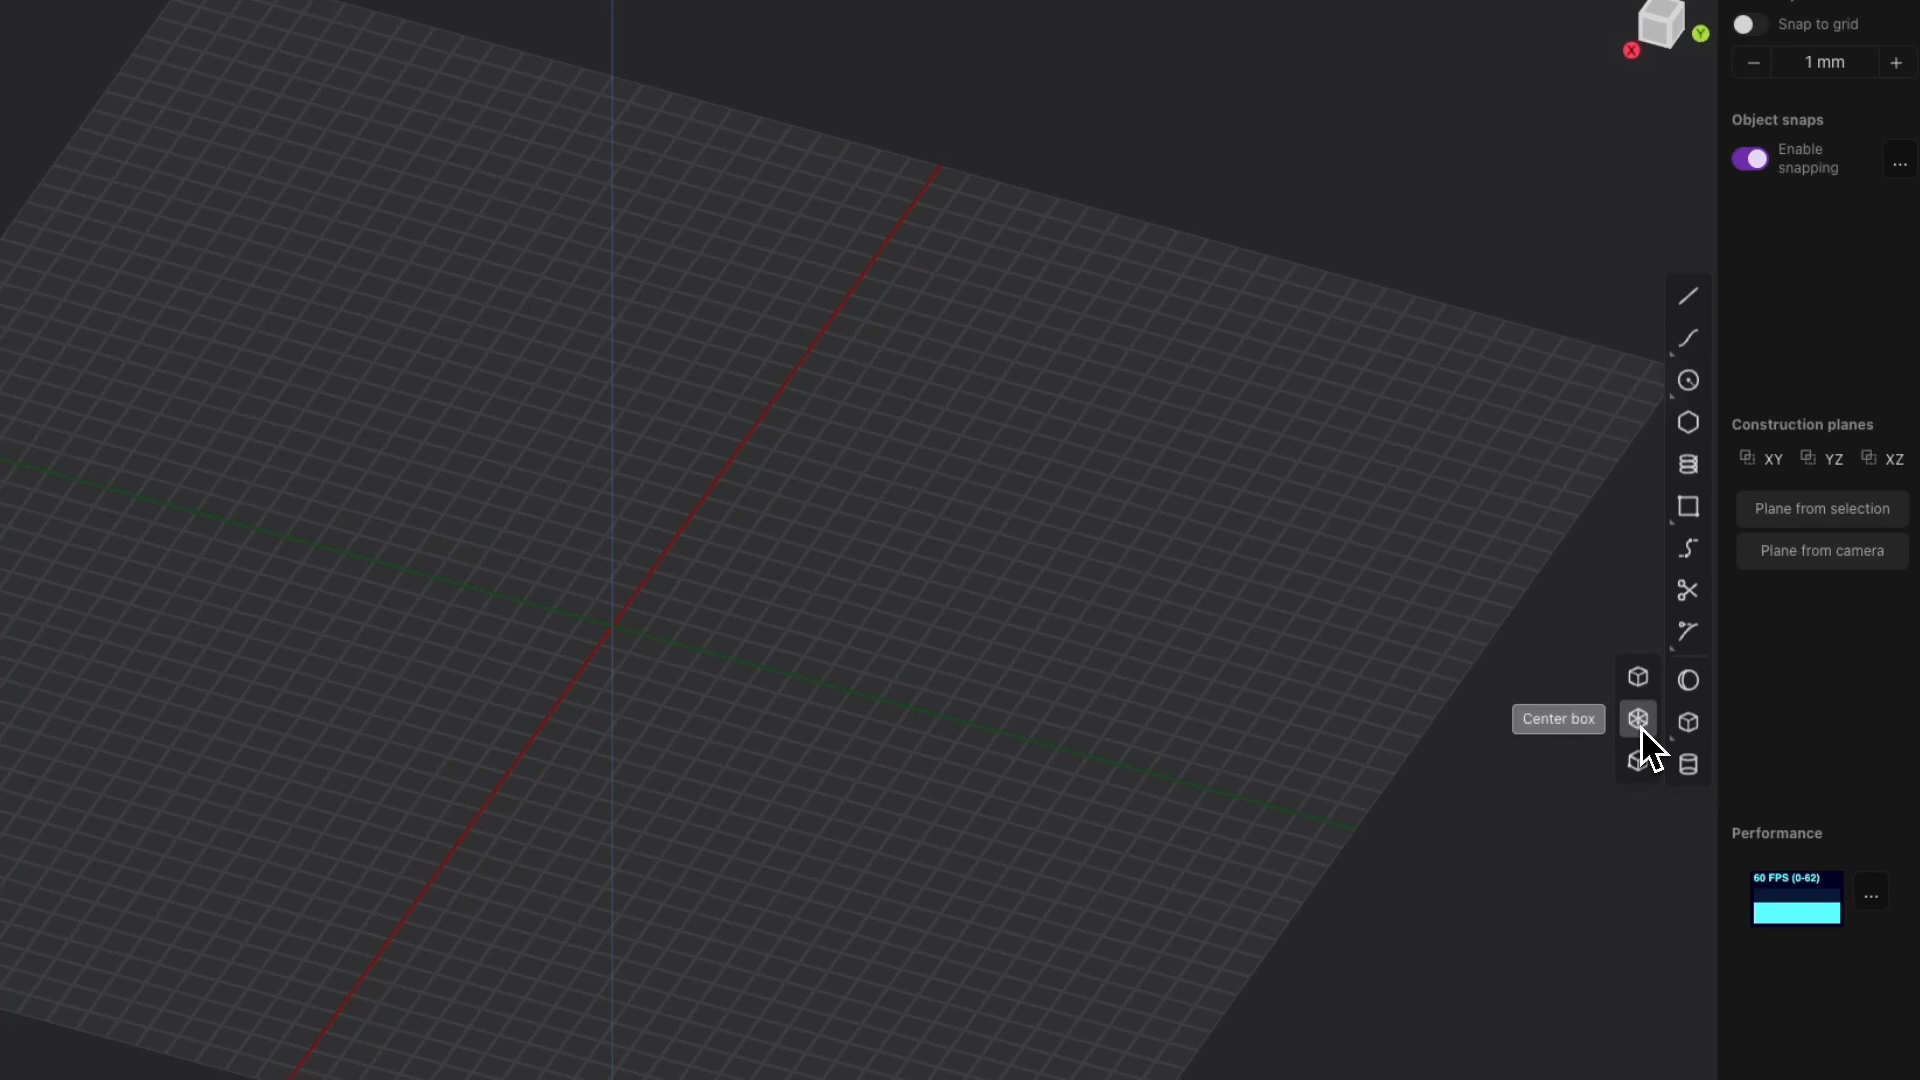 Snap to grid
X
Y
— 1 mm +
Object snaps
Enable
snapping
...
Construction planes
XY YZ XZ
Plane from selection
Plane from camera
Center box
Performance
60 FPS (0-62)
...